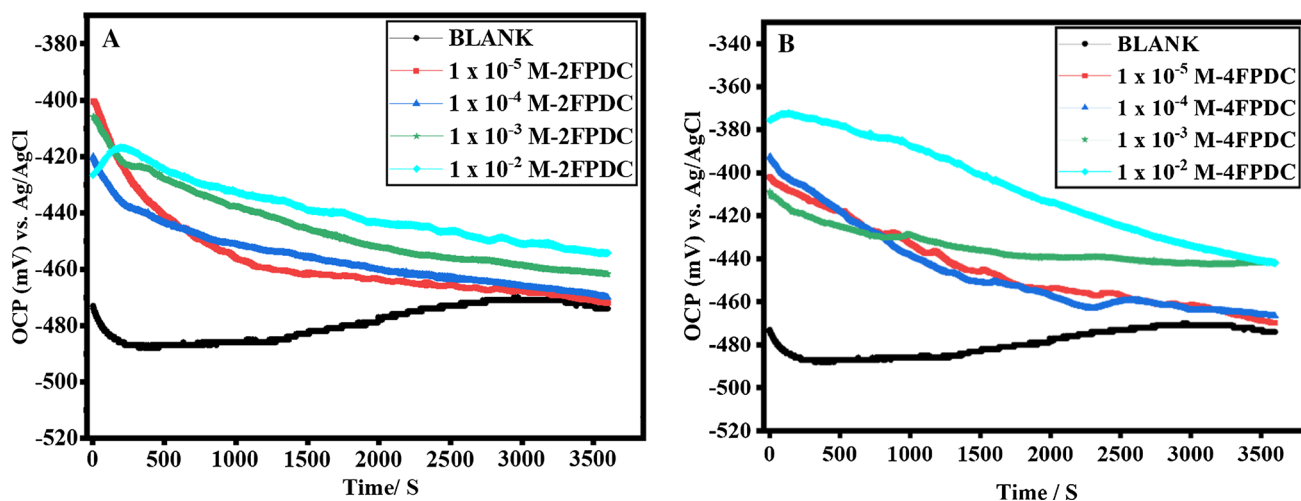 A
BLANK
1 x 10⁻⁵ M-2FPDC
1 x 10⁻⁴ M-2FPDC
1 x 10⁻³ M-2FPDC
1 x 10⁻² M-2FPDC
OCP (mV) vs. Ag/AgCl
-380
-400
-420
-440
-460
-480
-500
-520
0 500 1000 1500 2000 2500 3000 3500
Time/ S
B
BLANK
1 x 10⁻⁵ M-4FPDC
1 x 10⁻⁴ M-4FPDC
1 x 10⁻³ M-4FPDC
1 x 10⁻² M-4FPDC
OCP (mV) vs. Ag/AgCl
-340
-360
-380
-400
-420
-440
-460
-480
-500
-520
0 500 1000 1500 2000 2500 3000 3500
Time / S